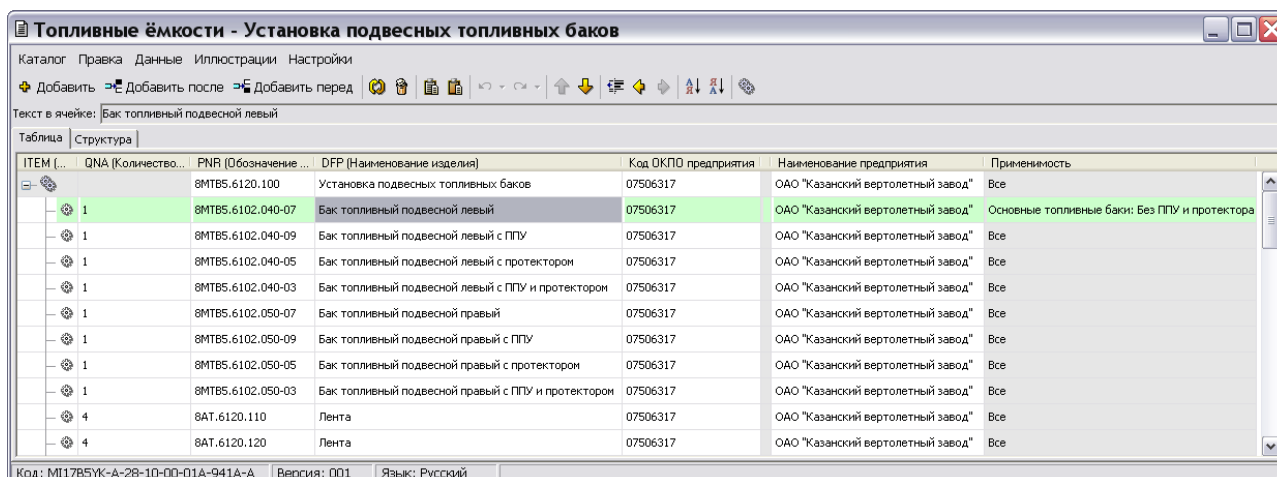 Топливные ёмкости - Установка подвесных топливных баков
Каталог Правка Данные Иллюстрации Настройки
Добавить Добавить после Добавить перед
Текст в ячейке: Бак топливный подвесной левый
Таблица Структура
ITEM (... QNA (Количество... PNR (Обозначение ... DFP (Наименование изделия) Код ОКПО предприятия Наименование предприятия Применимость
8МТВ5.6120.100 Установка подвесных топливных баков 07506317 ОАО "Казанский вертолетный завод" Все
1 8МТВ5.6102.040-07 Бак топливный подвесной левый 07506317 ОАО "Казанский вертолетный завод" Основные топливные баки: Без ППУ и протектора
1 8МТВ5.6102.040-09 Бак топливный подвесной левый с ППУ 07506317 ОАО "Казанский вертолетный завод" Все
1 8МТВ5.6102.040-05 Бак топливный подвесной левый с протектором 07506317 ОАО "Казанский вертолетный завод" Все
1 8МТВ5.6102.040-03 Бак топливный подвесной левый с ППУ и протектором 07506317 ОАО "Казанский вертолетный завод" Все
1 8МТВ5.6102.050-07 Бак топливный подвесной правый 07506317 ОАО "Казанский вертолетный завод" Все
1 8МТВ5.6102.050-09 Бак топливный подвесной правый с ППУ 07506317 ОАО "Казанский вертолетный завод" Все
1 8МТВ5.6102.050-05 Бак топливный подвесной правый с протектором 07506317 ОАО "Казанский вертолетный завод" Все
1 8МТВ5.6102.050-03 Бак топливный подвесной правый с ППУ и протектором 07506317 ОАО "Казанский вертолетный завод" Все
4 8АТ.6120.110 Лента 07506317 ОАО "Казанский вертолетный завод" Все
4 8АТ.6120.120 Лента 07506317 ОАО "Казанский вертолетный завод" Все
Код: MI17B5YK-A-28-10-00-01A-941A-A Версия: 001 Язык: Русский